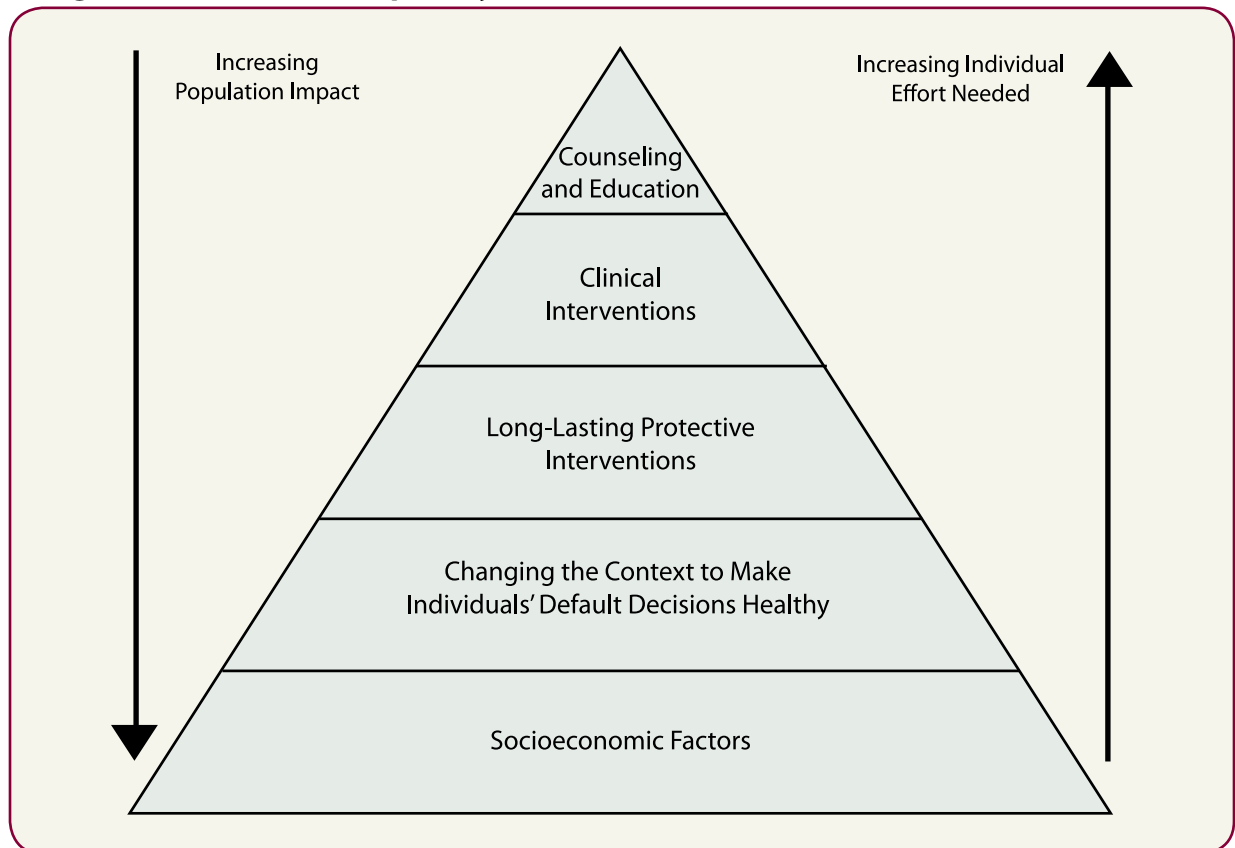 Increasing
Population Impact
Increasing Individual
Effort Needed
Counseling
and Education
Clinical
Interventions
Long-Lasting Protective
Interventions
Changing the Context to Make
Individuals’ Default Decisions Healthy
Socioeconomic Factors